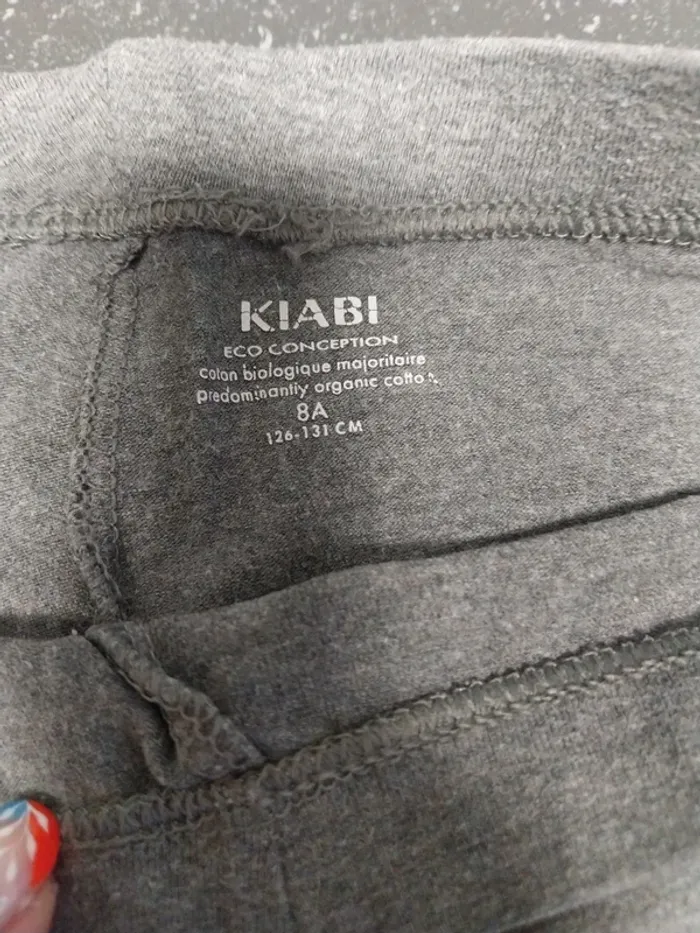 KIABI
ECO CONCEPTION
coton biologique majoritaire
predominantly organic cotton
8A
126-131 CM